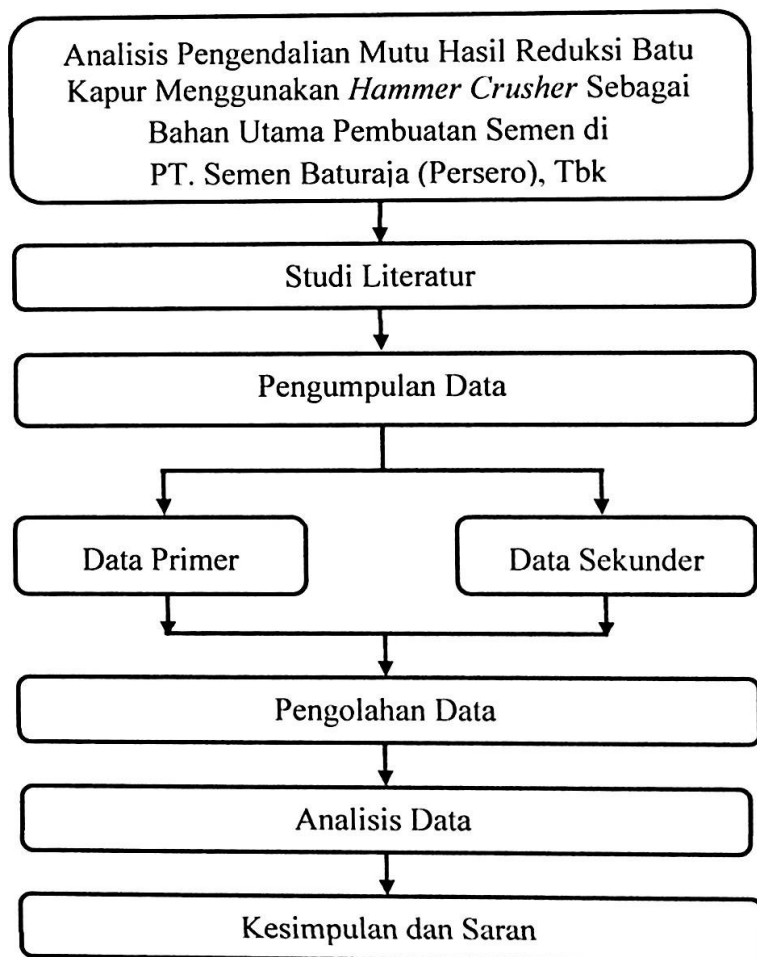 Analisis Pengendalian Mutu Hasil Reduksi Batu
Kapur Menggunakan Hammer Crusher Sebagai
Bahan Utama Pembuatan Semen di
PT. Semen Baturaja (Persero), Tbk
Studi Literatur
Pengumpulan Data
Data Primer
Data Sekunder
Pengolahan Data
Analisis Data
Kesimpulan dan Saran